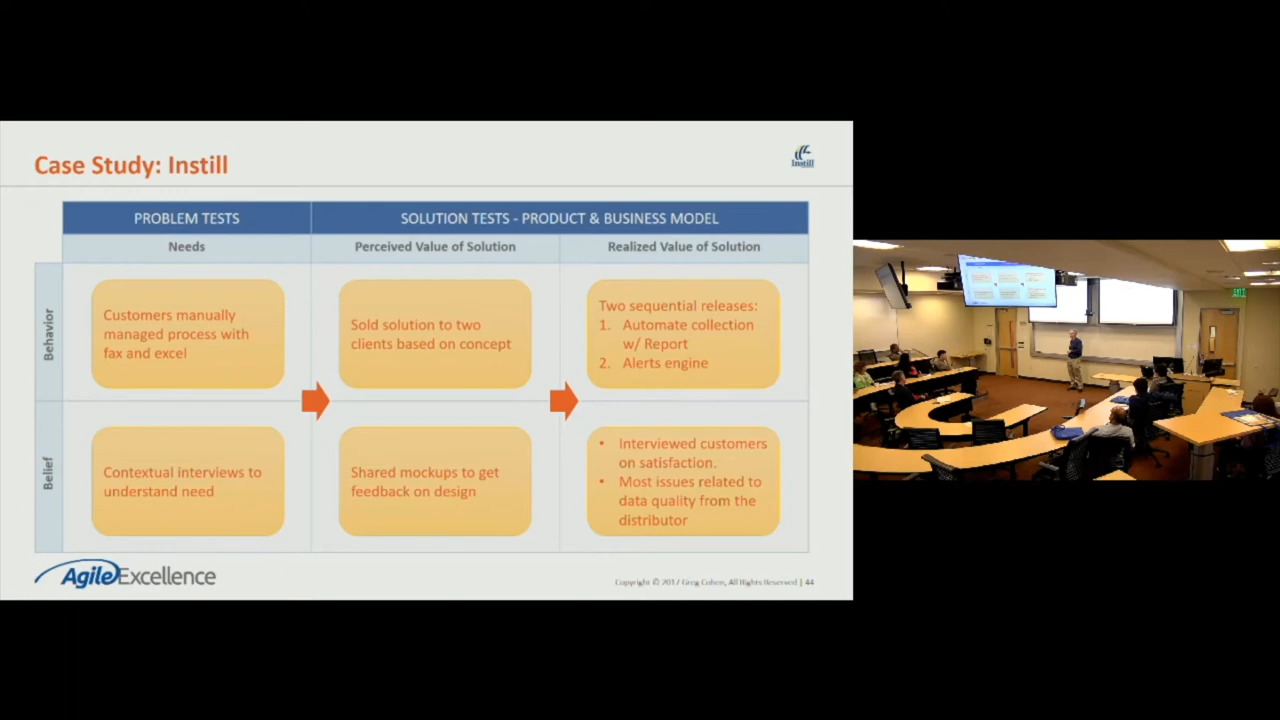 Case Study: Instill
Instill
PROBLEM TESTS
SOLUTION TESTS - PRODUCT & BUSINESS MODEL
Needs
Perceived Value of Solution
Realized Value of Solution
Behavior
Customers manually
managed process with
fax and excel
Sold solution to two
clients based on concept
Two sequential releases:
1. Automate collection
w/ Report
2. Alerts engine
Belief
Contextual interviews to
understand need
Shared mockups to get
feedback on design
• Interviewed customers
on satisfaction.
• Most issues related to
data quality from the
distributor
AgileExcellence
Copyright © 2017 Greg Cohen, All Rights Reserved | 44
EXIT